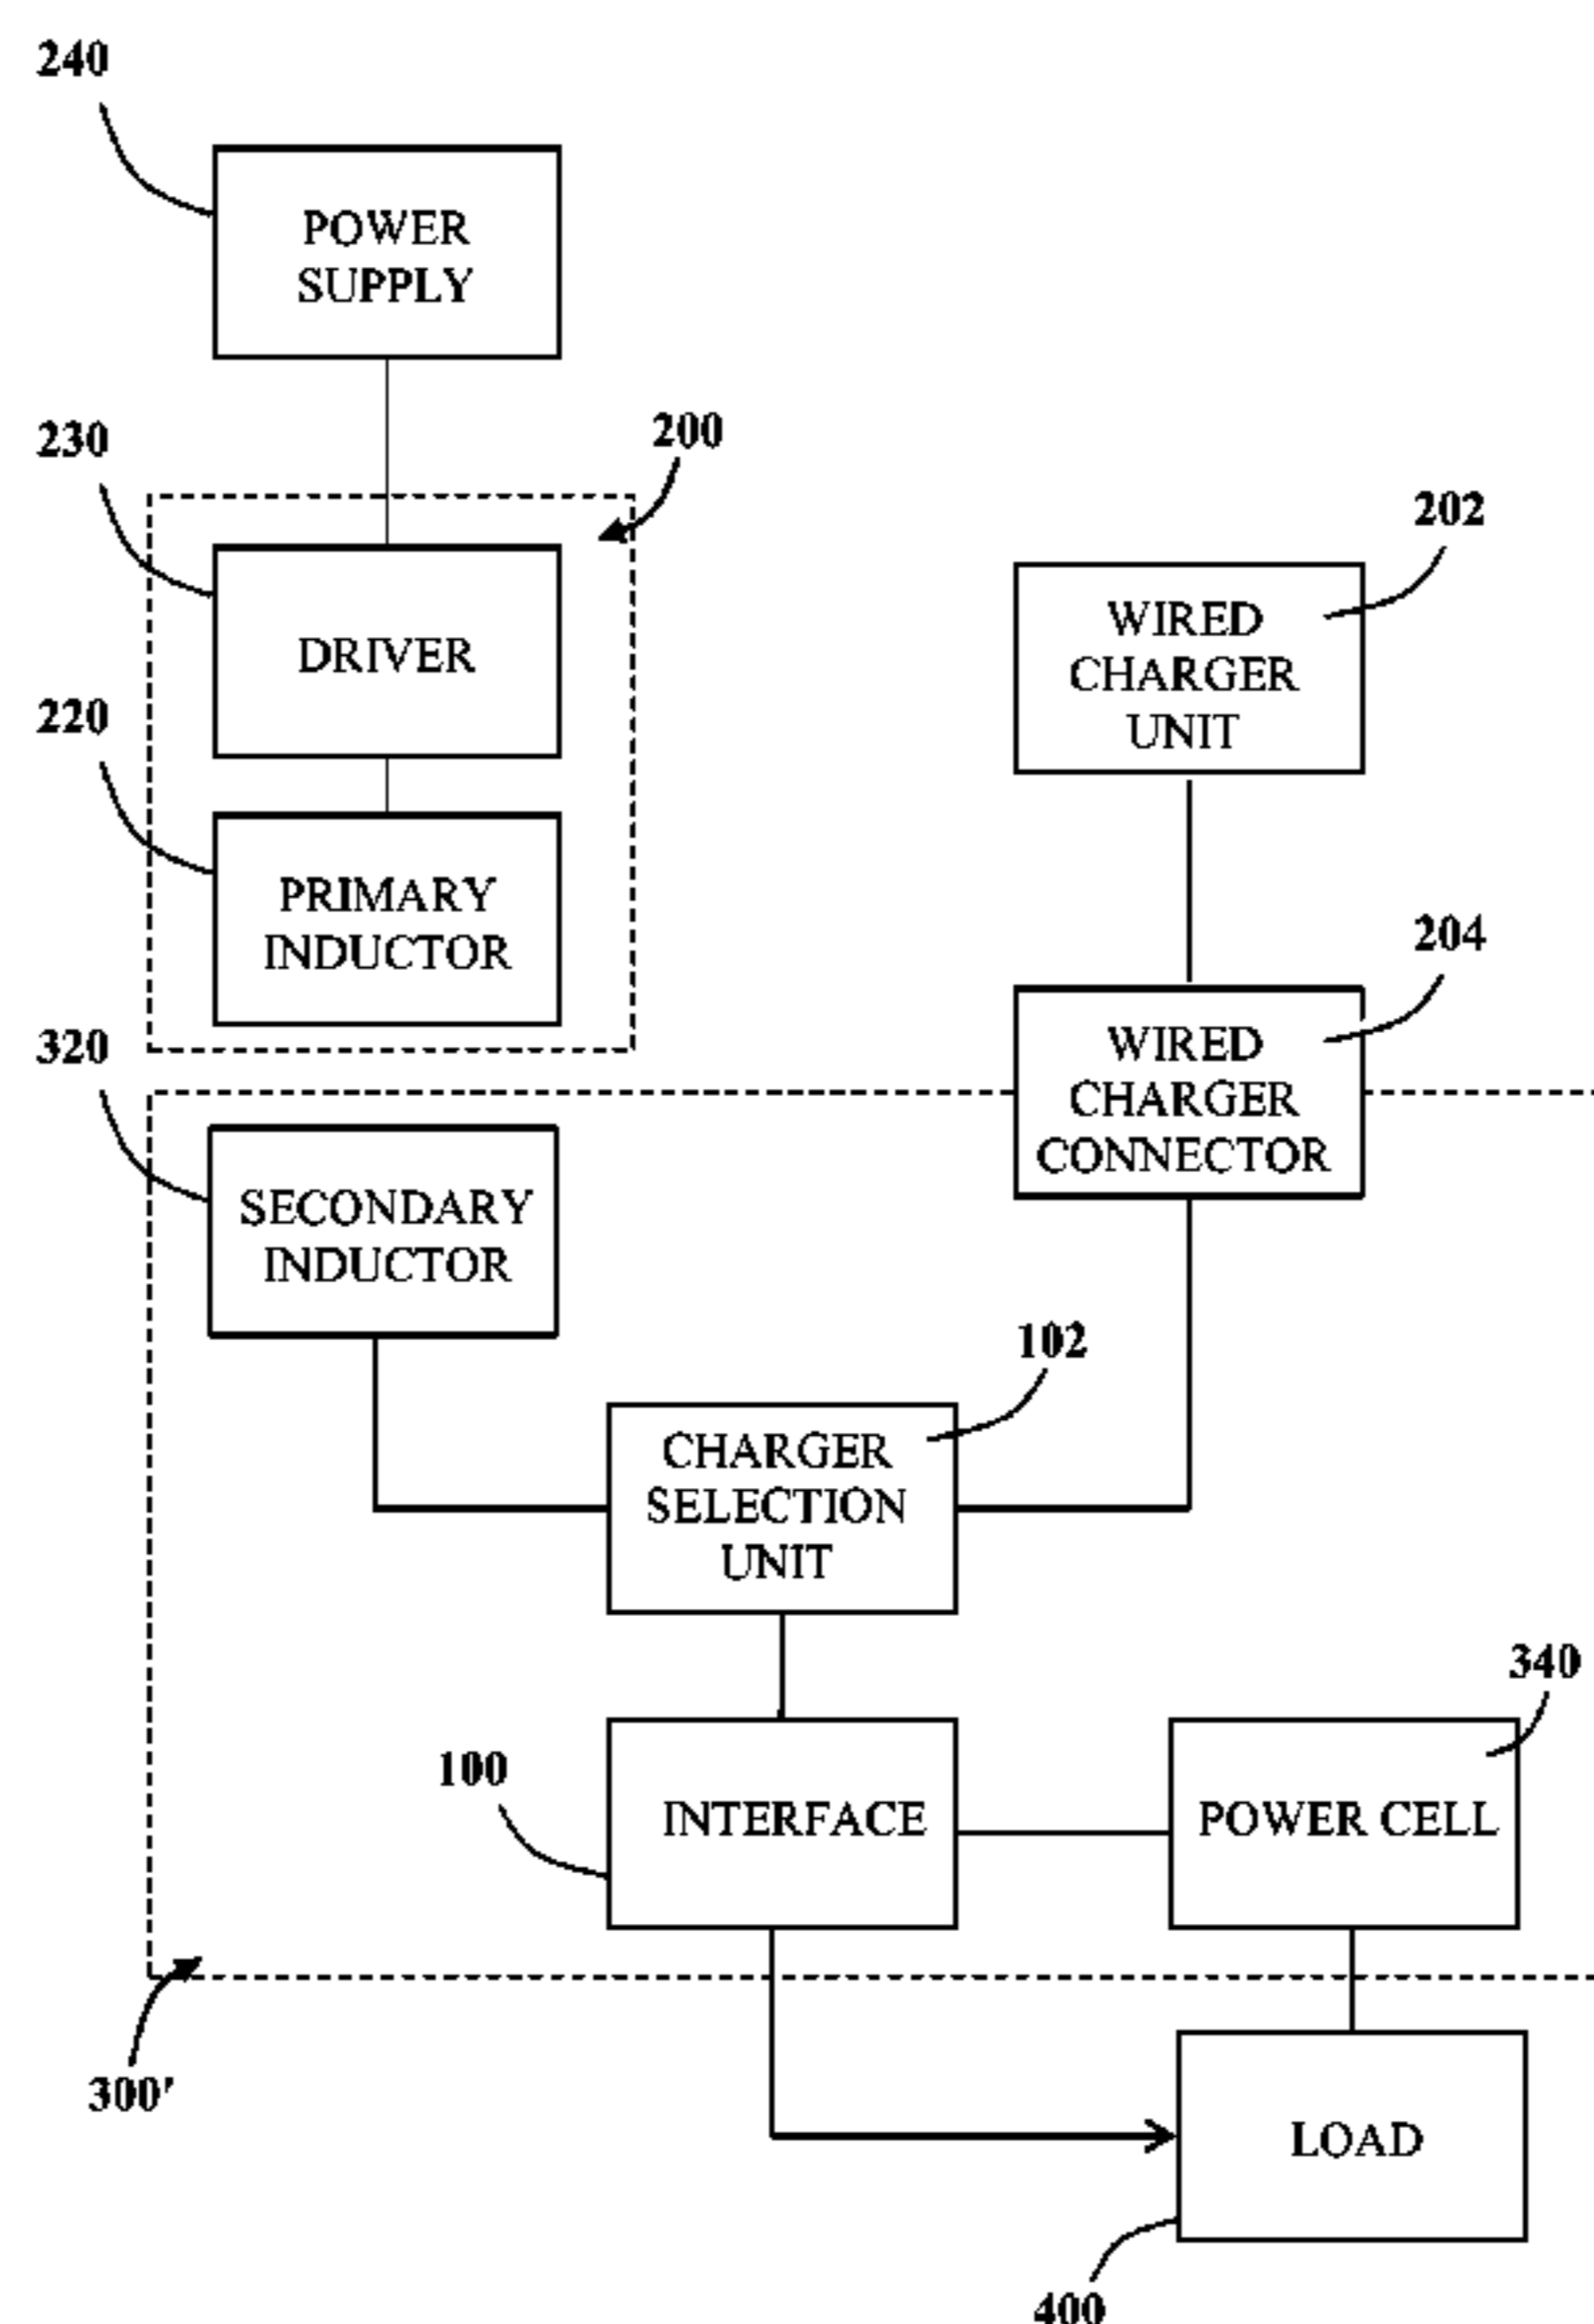 240
POWER
SUPPLY
230
200
DRIVER
202
WIRED
CHARGER
UNIT
220
PRIMARY
INDUCTOR
204
WIRED
CHARGER
CONNECTOR
320
SECONDARY
INDUCTOR
102
CHARGER
SELECTION
UNIT
340
100
INTERFACE
POWER CELL
300'
LOAD
400